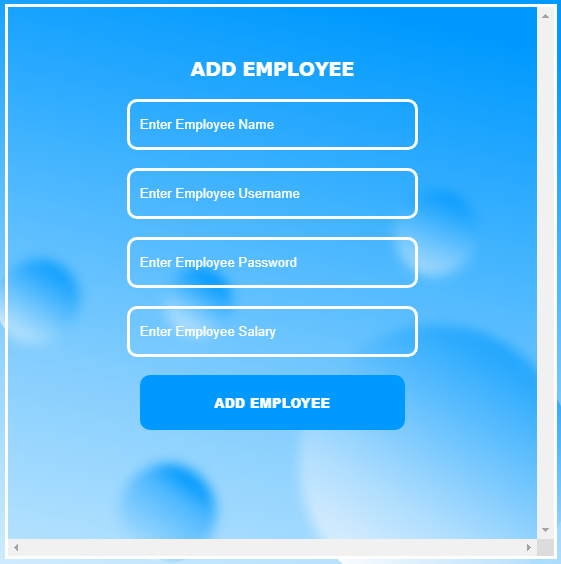 ADD EMPLOYEE
Enter Employee Name
Enter Employee Username
Enter Employee Password
Enter Employee Salary
ADD EMPLOYEE